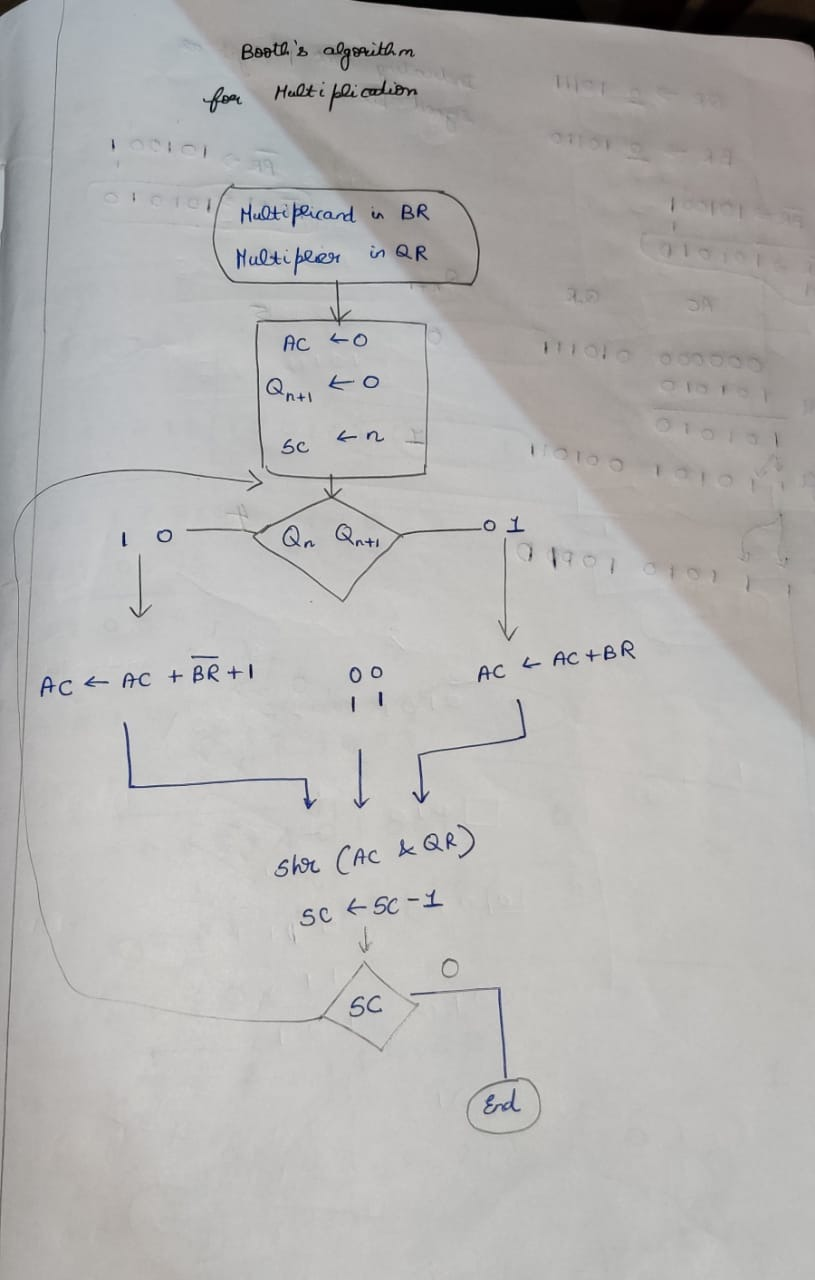 Booth's algorithm
for Multiplication
Multiplicand in BR
Multiplier in QR
AC ← 0
Qn+1 ← 0
SC ← n
1 0
Qn Qn+1
0 1
AC ← AC + B̅R̅ + 1
0 0
1 1
AC ← AC + BR
shr (AC & QR)
SC ← SC - 1
SC
0
End